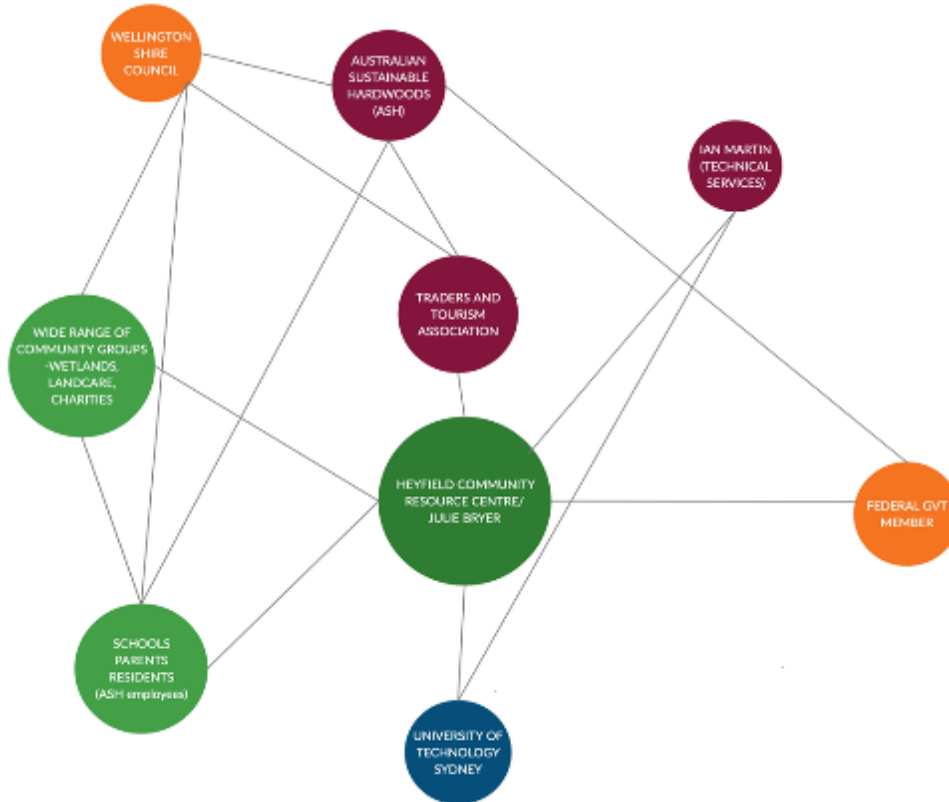 WELLINGTON
SHIRE
COUNCIL
AUSTRALIAN
SUSTAINABLE
HARDWOODS
(ASH)
IAN MARTIN
(TECHNICAL
SERVICES)
TRADERS AND
TOURISM
ASSOCIATION
WIDE RANGE OF
COMMUNITY GROUPS
-WETLANDS,
LANDCARE,
CHARITIES
HEYFIELD COMMUNITY
RESOURCE CENTRE/
JULIE BRYER
FEDERAL GVT
MEMBER
SCHOOLS
PARENTS
RESIDENTS
(ASH employees)
UNIVERSITY OF
TECHNOLOGY
SYDNEY